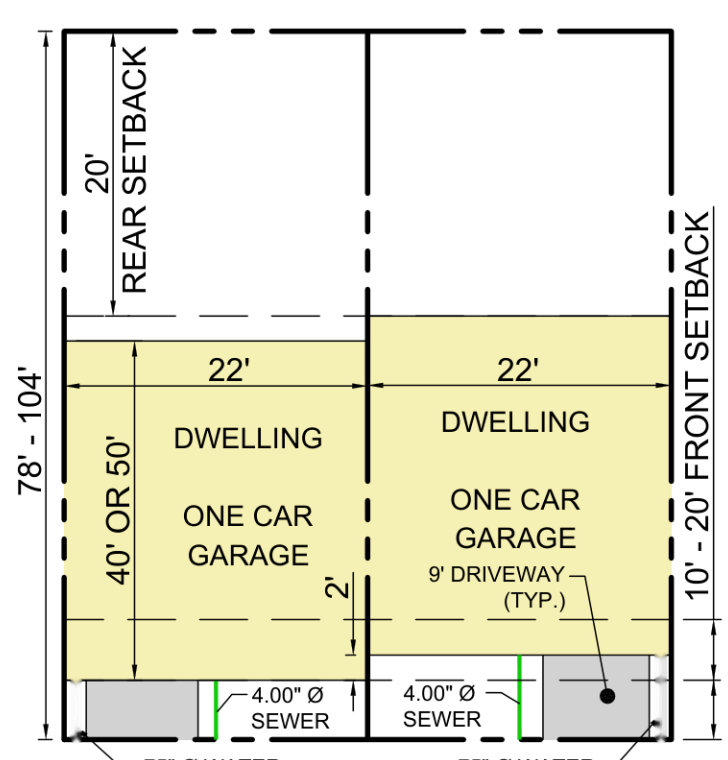 20'
REAR SETBACK
78' - 104'
22'
22'
DWELLING
ONE CAR
GARAGE
40' OR 50'
DWELLING
ONE CAR
GARAGE
9' DRIVEWAY
(TYP.)
2'
10' - 20' FRONT SETBACK
4.00" Ø
SEWER
4.00" Ø
SEWER